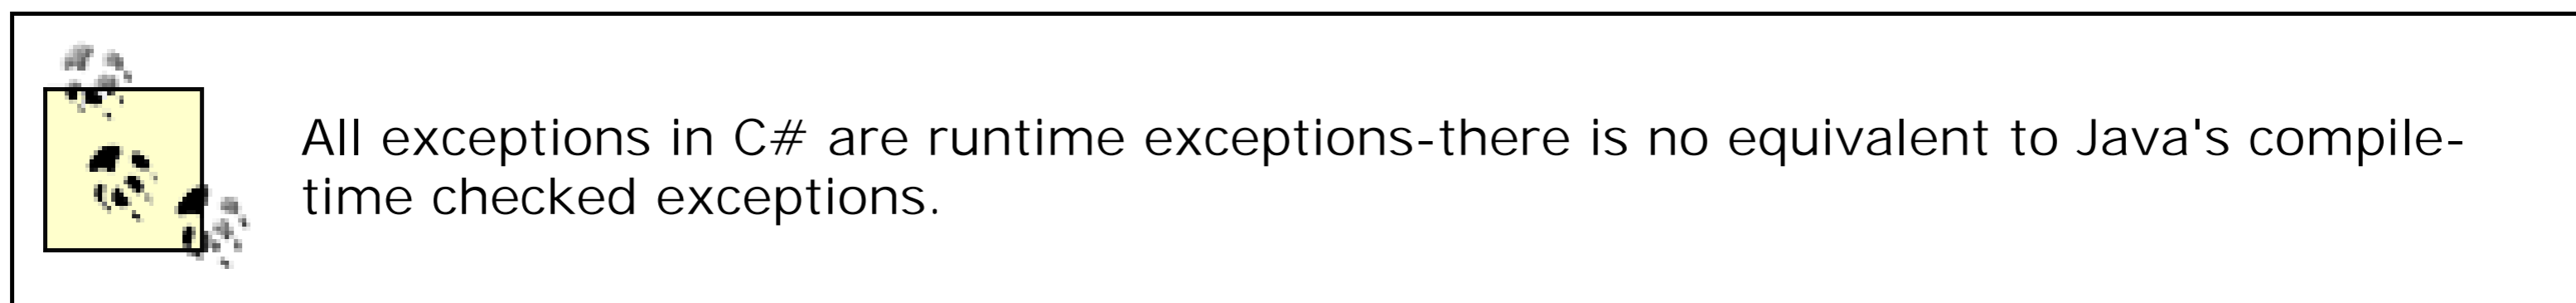 All exceptions in C# are runtime exceptions-there is no equivalent to Java's compile-
time checked exceptions.